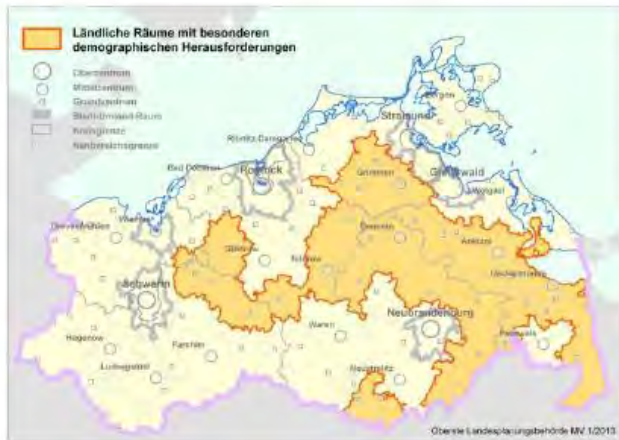 Ländliche Räume mit besonderen
demographischen Herausforderungen
Oberzentrum
Mittelzentrum
Grundzentrum
Stadt-Umland-Raum
Kreisgrenze
Nahbereichsgrenze
Bergen
Stralsund
Ribnitz-Damgarten
Bad Doberan
Rostock
Grimmen
Greifswald
Wolgast
Wismar
Grevesmühlen
Güstrow
Demmin
Anklam
Teterow
Ueckermünde
Schwerin
Neubrandenburg
Waren
Pasewalk
Hagenow
Parchim
Ludwigslust
Neustrelitz
Oberste Landesplanungsbehörde MV 1/2013